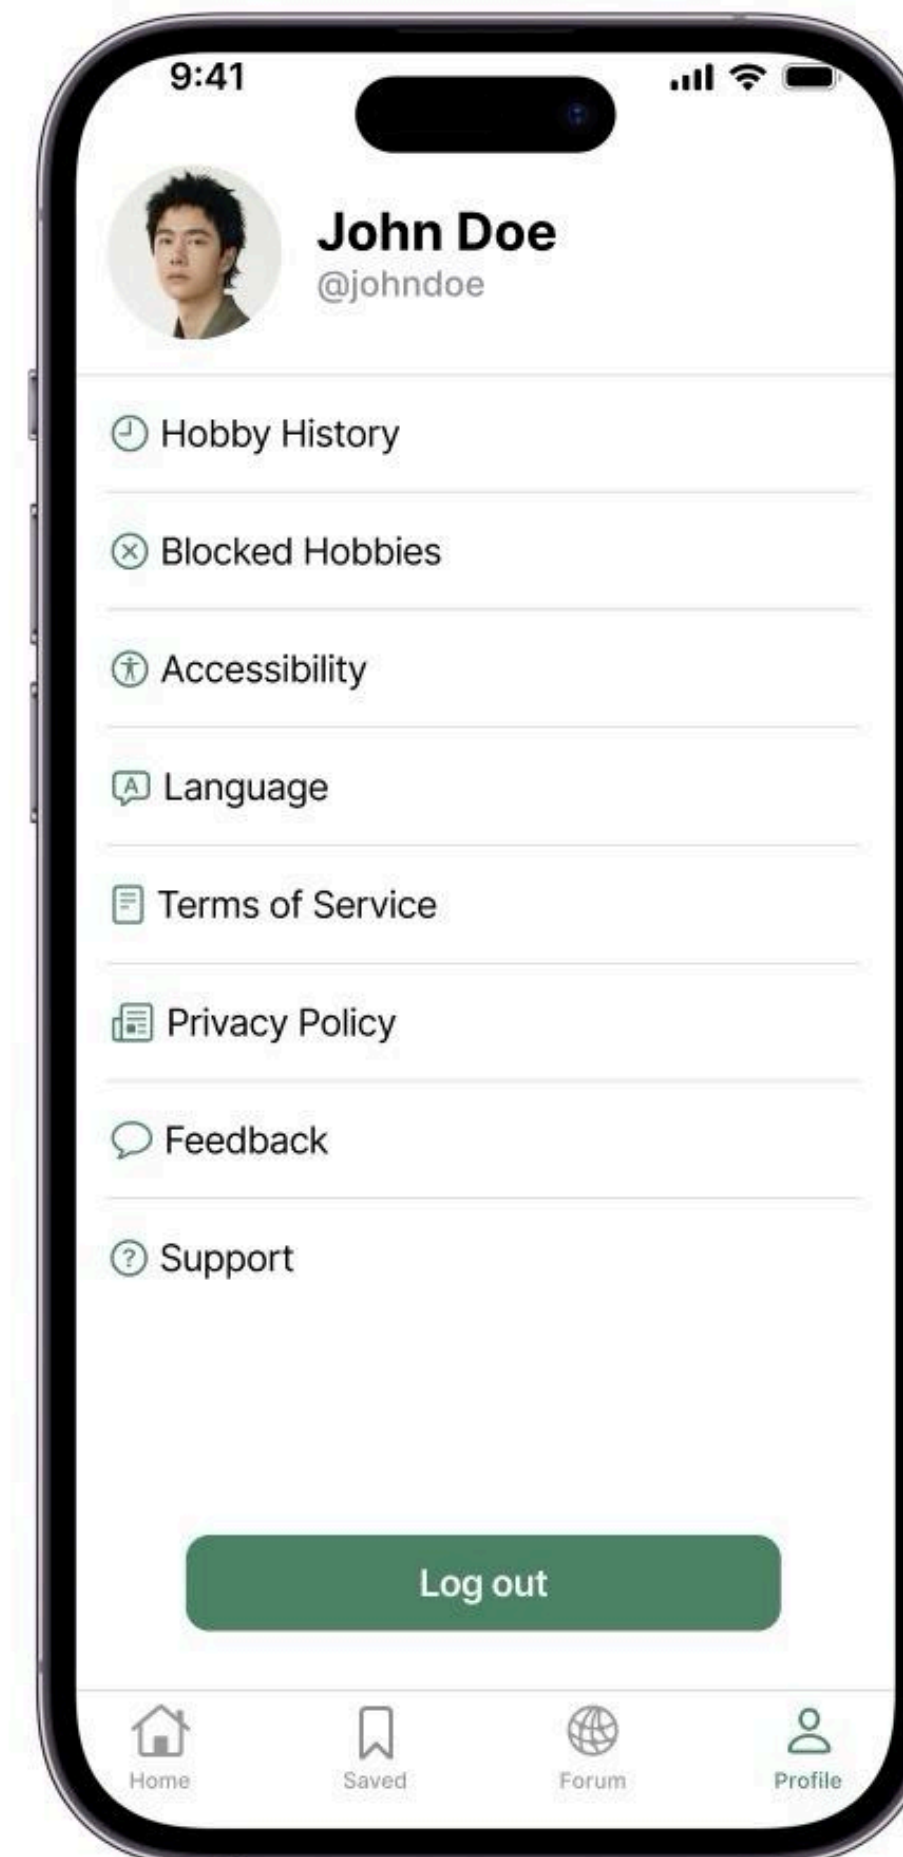 9:41
John Doe
@johndoe
Hobby History
Blocked Hobbies
Accessibility
Language
Terms of Service
Privacy Policy
Feedback
Support
Log out
Home Saved Forum Profile